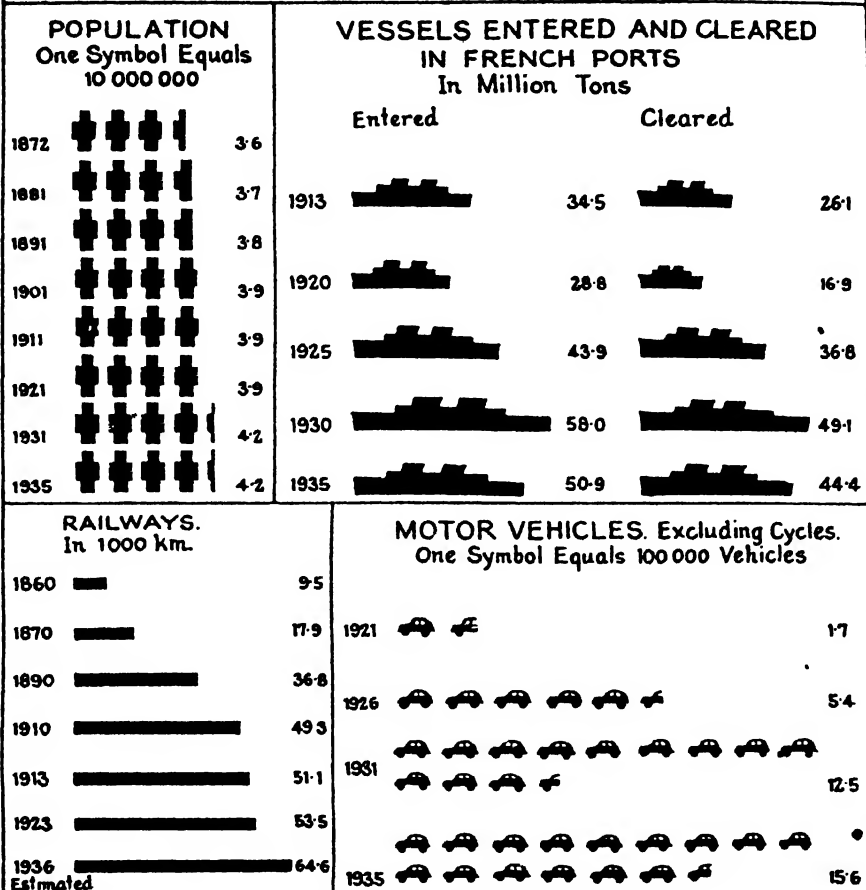 POPULATION
One Symbol Equals
10 000 000
1872 3·6
1881 3·7
1891 3·8
1901 3·9
1911 3·9
1921 3·9
1931 4·2
1935 4·2
VESSELS ENTERED AND CLEARED
IN FRENCH PORTS
In Million Tons
Entered Cleared
1913 34·5 26·1
1920 28·8 16·9
1925 43·9 36·8
1930 58·0 49·1
1935 50·9 44·4
RAILWAYS.
In 1000 km.
1860 9·5
1870 17·9
1890 36·8
1910 49 3
1913 51·1
1923 53·5
1936 64·6
Estimated
MOTOR VEHICLES. Excluding Cycles.
One Symbol Equals 100 000 Vehicles
1921 1·7
1926 5·4
1931 12·5
1935 15·6